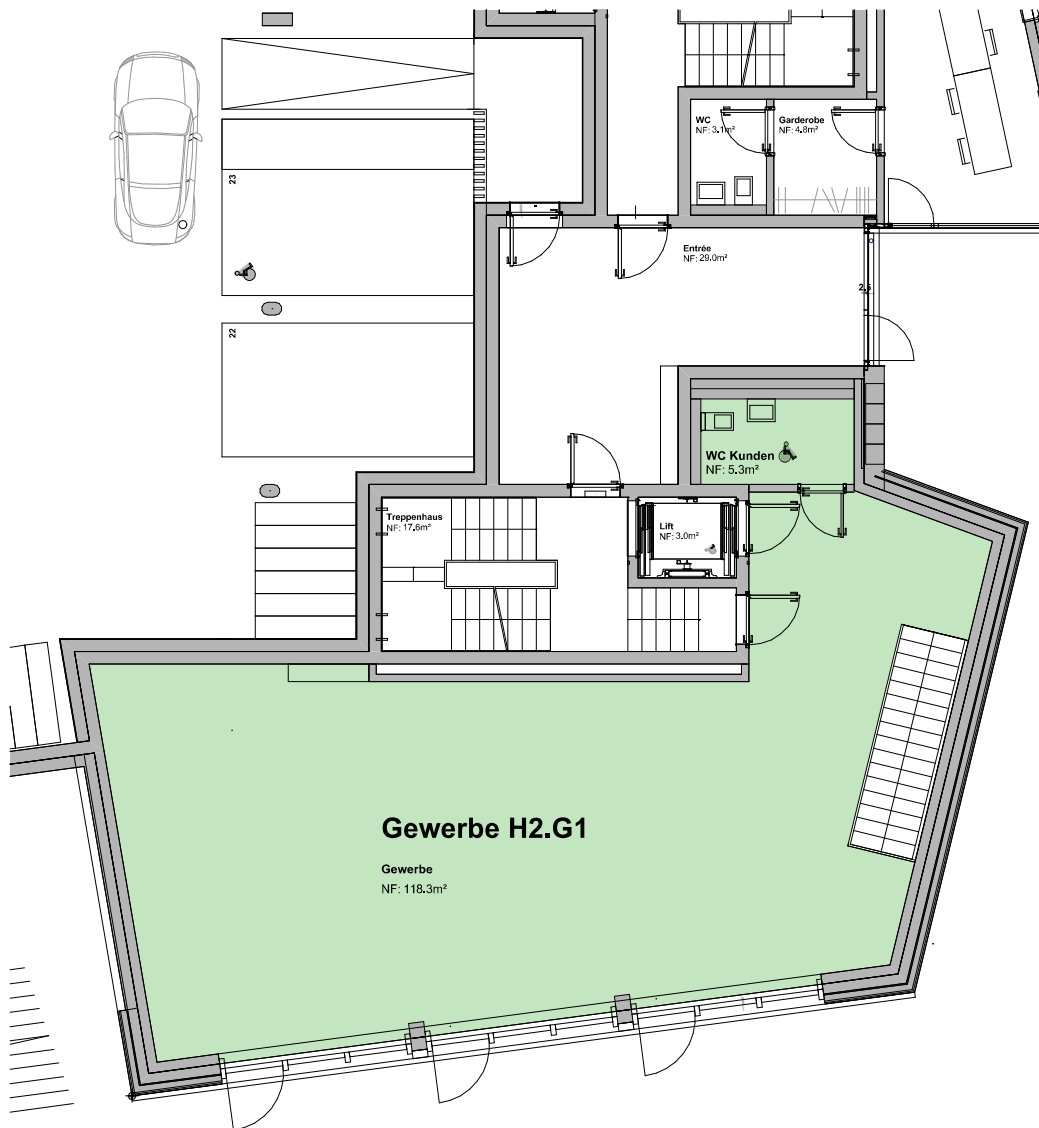 WC
NF: 3.1m²
Garderobe
NF: 4.8m²
23
Entrée
NF: 29.0m²
2.5
22
WC Kunden
NF: 5.3m²
Treppenhaus
NF: 17.6m²
Lift
NF: 3.0m²
Gewerbe H2.G1
Gewerbe
NF: 118.3m²